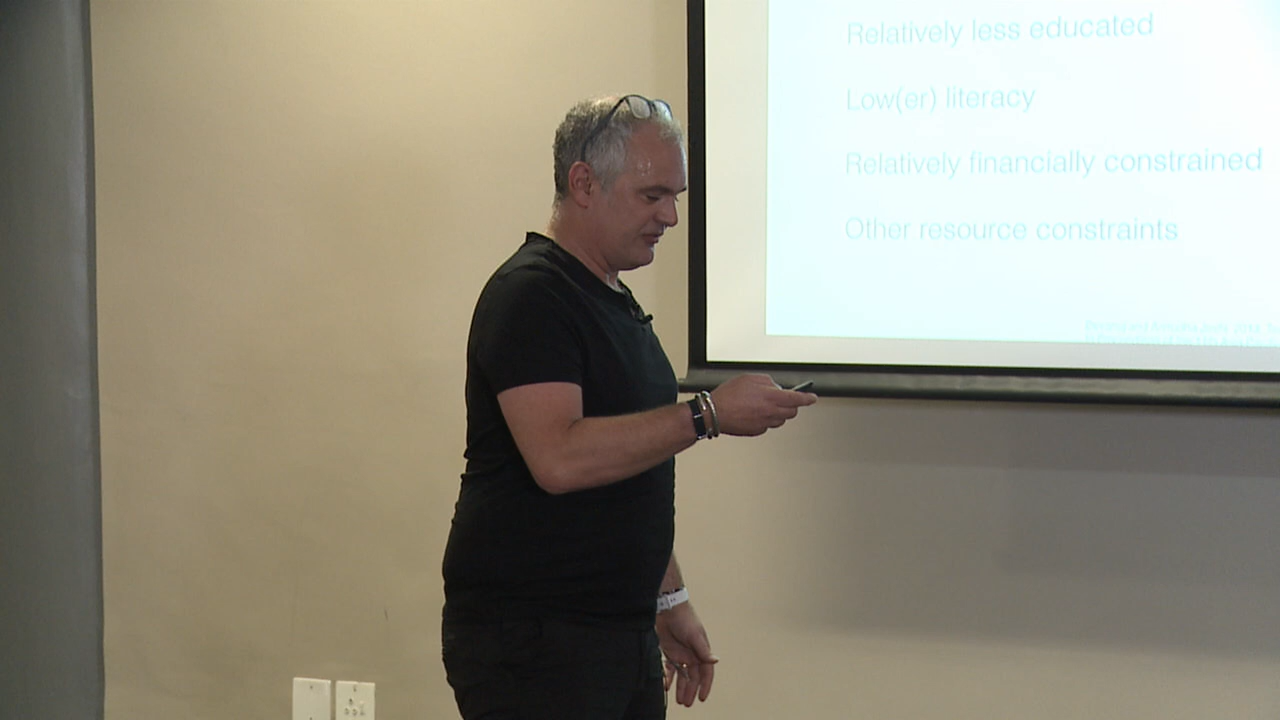 Relatively less educated
Low(er) literacy
Relatively financially constrained
Other resource constraints